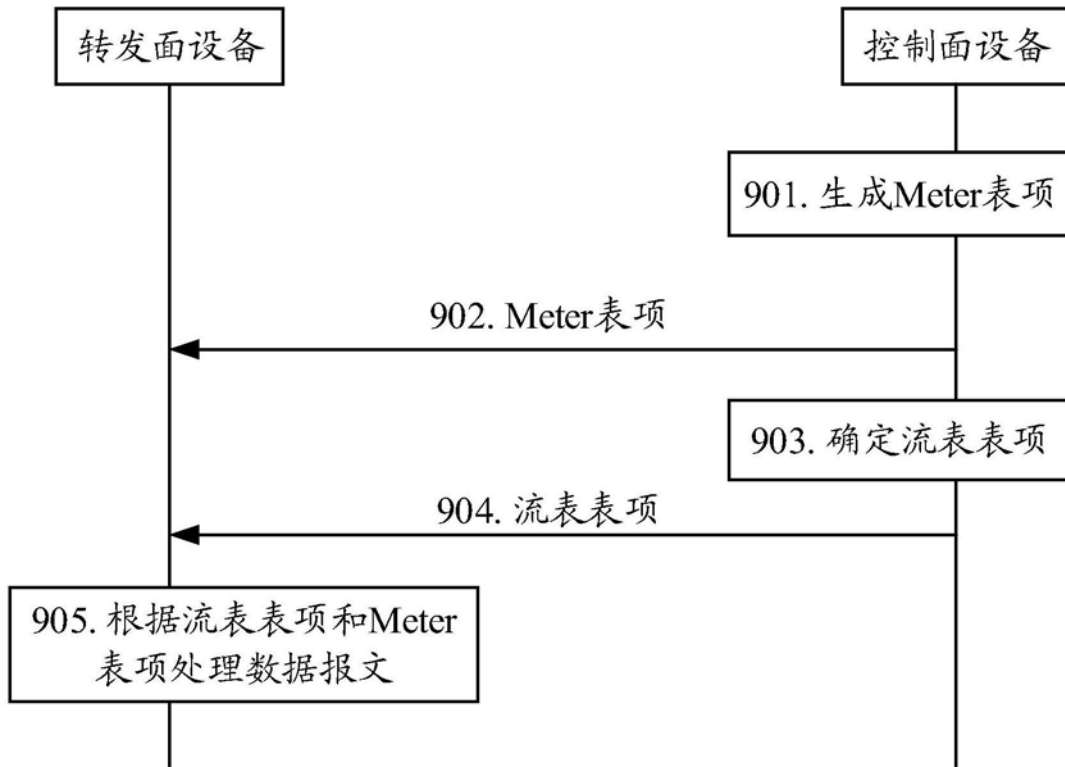 转发面设备
控制面设备
901. 生成Meter表项
902. Meter表项
903. 确定流表表项
904. 流表表项
905. 根据流表表项和Meter
表项处理数据报文